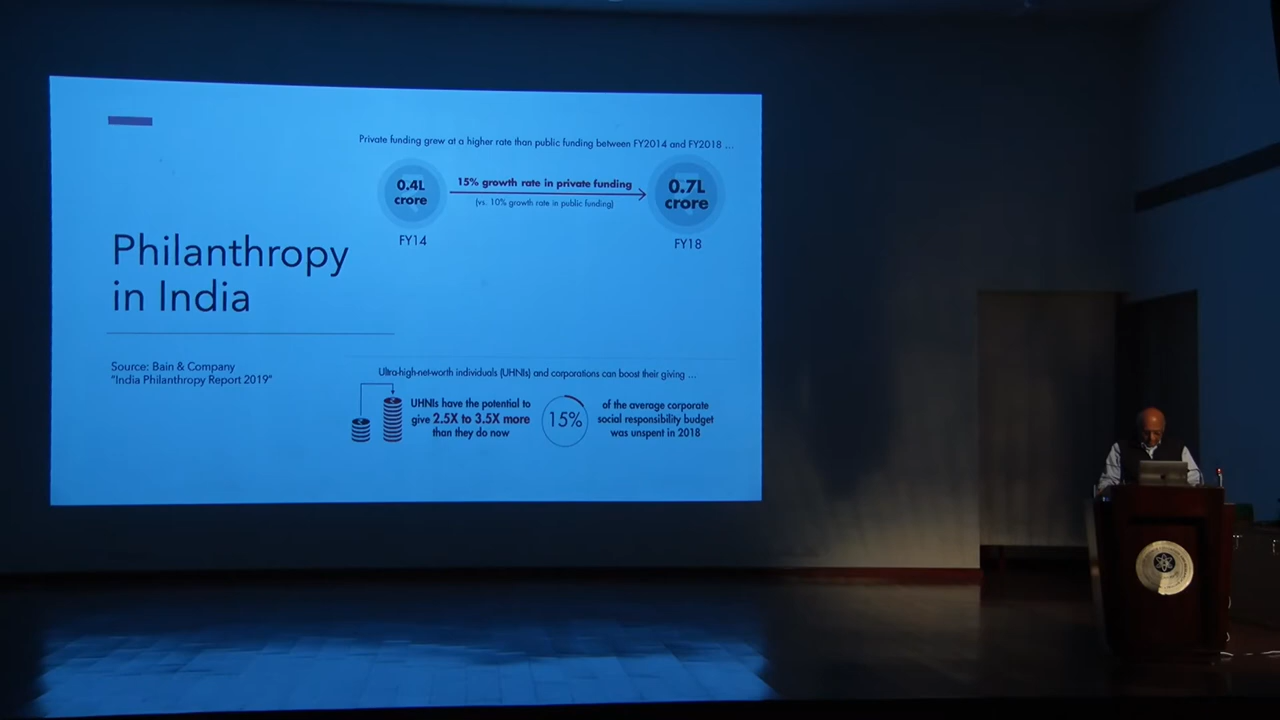 Philanthropy
in India
Source: Bain & Company
"India Philanthropy Report 2019"
Private funding grew at a higher rate than public funding between FY2014 and FY2018 ...
0.4L
crore
FY14
15% growth rate in private funding
(vs. 10% growth rate in public funding)
0.7L
crore
FY18
Ultra-high-net-worth individuals (UHNIs) and corporations can boost their giving ...
UHNIs have the potential to
give 2.5X to 3.5X more
than they do now
15%
of the average corporate
social responsibility budget
was unspent in 2018